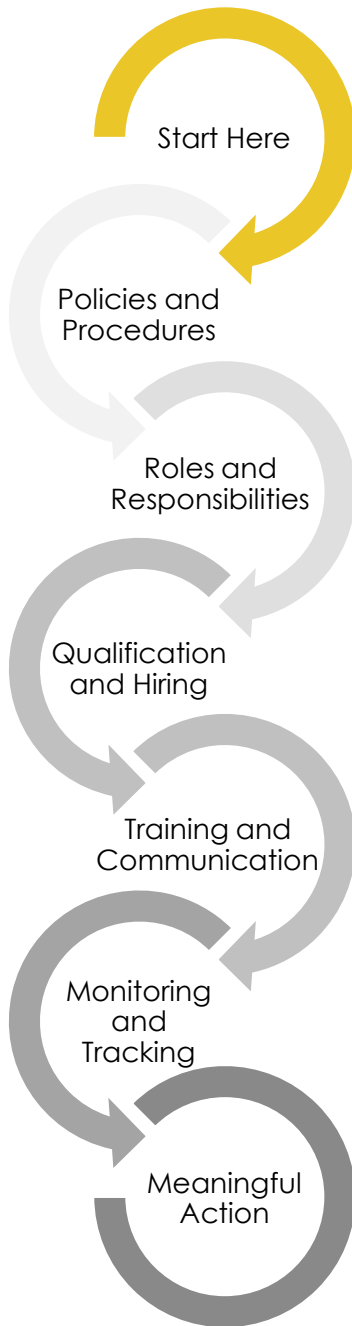 Start Here
Policies and
Procedures
Roles and
Responsibilities
Qualification
and Hiring
Training and
Communication
Monitoring
and
Tracking
Meaningful
Action